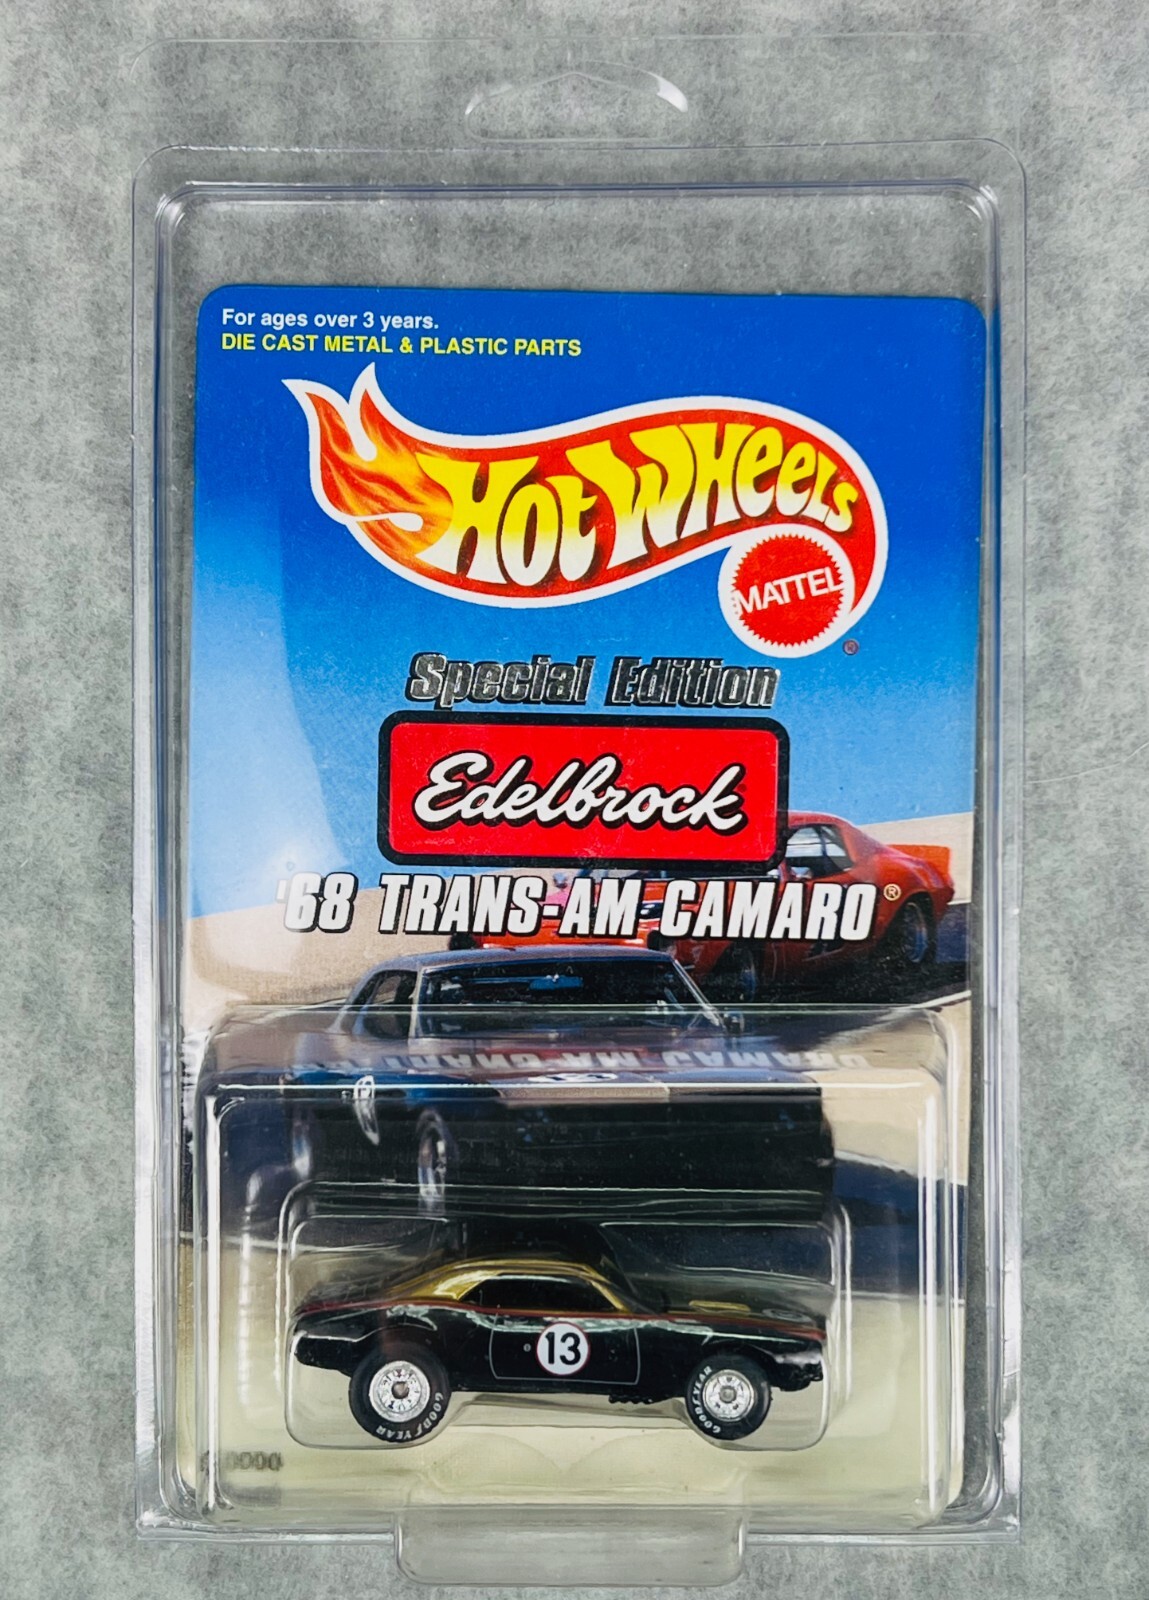 For ages over 3 years.
DIE CAST METAL & PLASTIC PARTS
HOT WHEELS
MATTEL
®
Special Edition
Edelbrock
'68 TRANS-AM CAMARO®
13
GOODYEAR
GOODYEAR